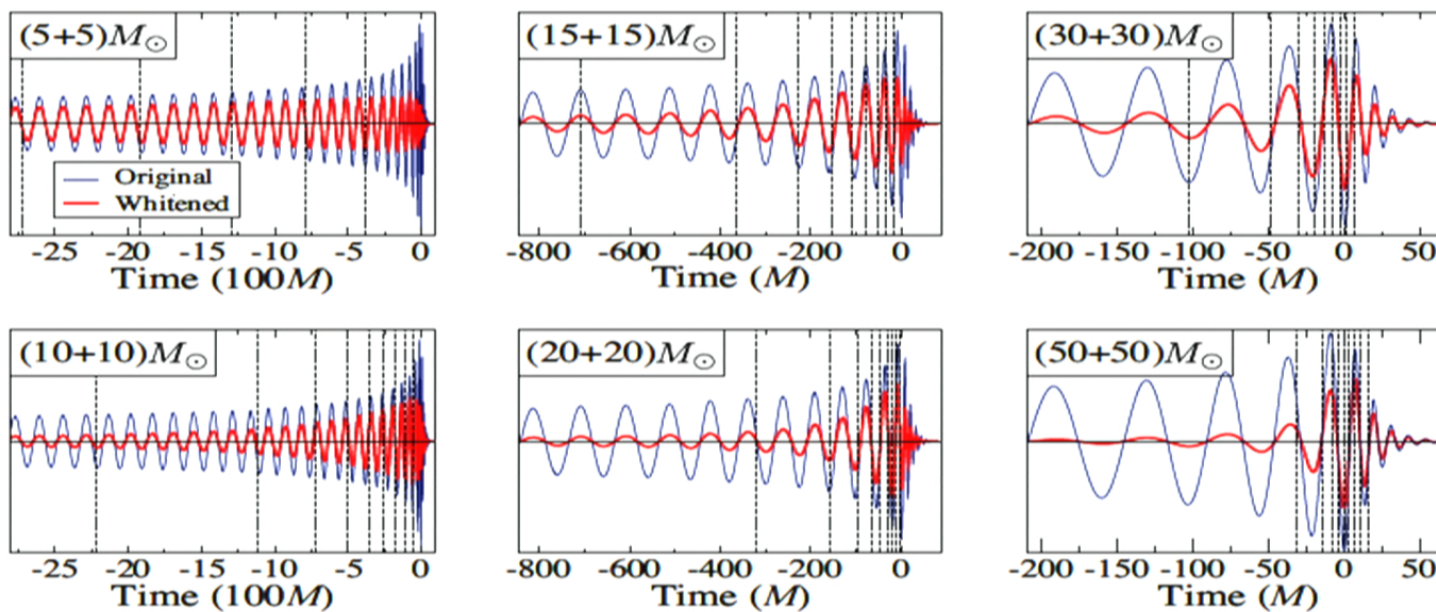 (5+5)M☉
Original
Whitened
-25 -20 -15 -10 -5 0
Time (100M)
(15+15)M☉
-800 -600 -400 -200 0
Time (M)
(30+30)M☉
-200 -150 -100 -50 0 50
Time (M)
(10+10)M☉
-25 -20 -15 -10 -5 0
Time (100M)
(20+20)M☉
-800 -600 -400 -200 0
Time (M)
(50+50)M☉
-200 -150 -100 -50 0 50
Time (M)